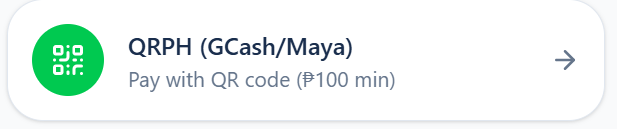 QRPH (GCash/Maya)
Pay with QR code (₱100 min)